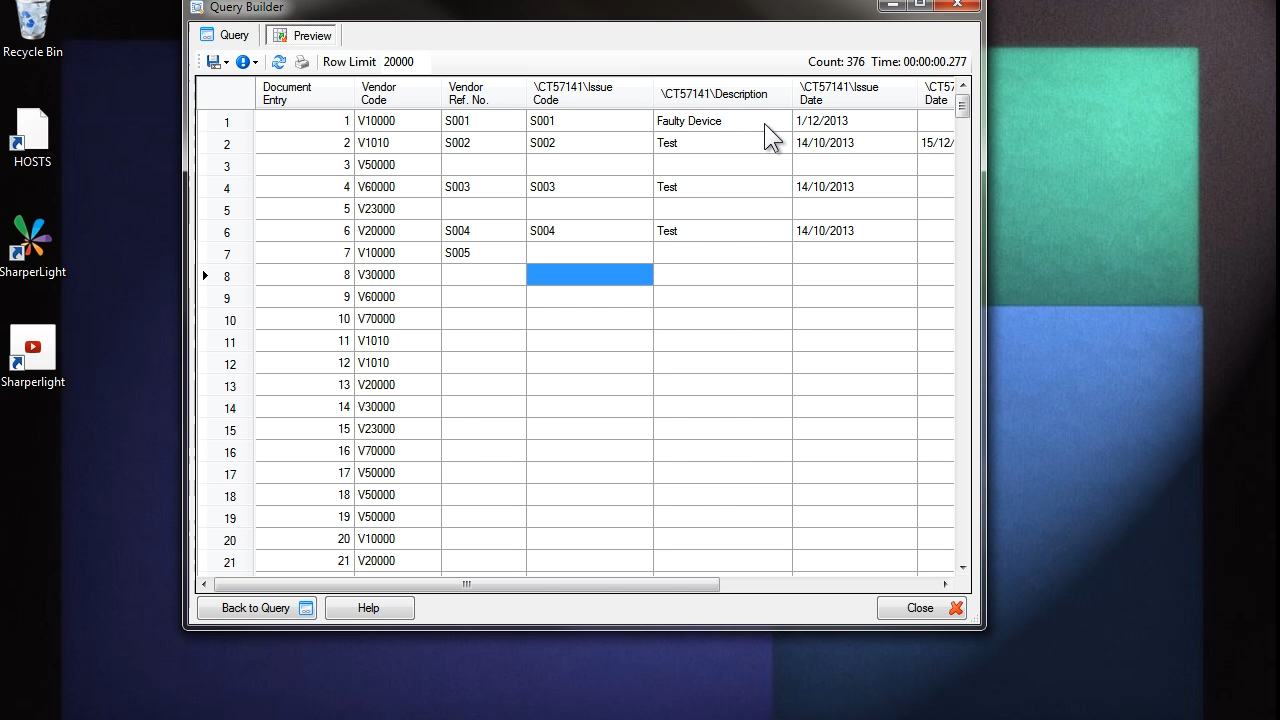 Query Builder
Query Preview
Row Limit 20000 Count: 376 Time: 00:00:00.277
Document Entry Vendor Code Vendor Ref. No. \CT57141\Issue Code \CT57141\Description \CT57141\Issue Date \CT57 Date
1 1 V10000 S001 S001 Faulty Device 1/12/2013
2 2 V1010 S002 S002 Test 14/10/2013 15/12/
3 3 V50000
4 4 V60000 S003 S003 Test 14/10/2013
5 5 V23000
6 6 V20000 S004 S004 Test 14/10/2013
7 7 V10000 S005
8 8 V30000
9 9 V60000
10 10 V70000
11 11 V1010
12 12 V1010
13 13 V20000
14 14 V30000
15 15 V23000
16 16 V70000
17 17 V50000
18 18 V50000
19 19 V50000
20 20 V10000
21 21 V20000
Back to Query Help Close
Recycle Bin
HOSTS
SharperLight
Sharperlight